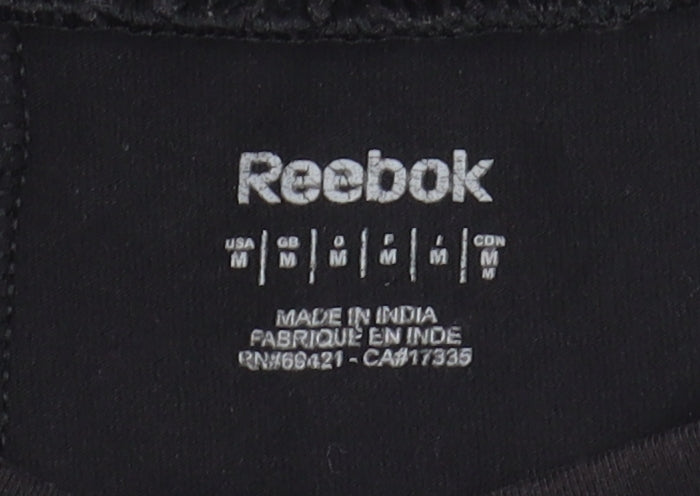 Reebok
USA GB D F J CDN
M M M M M M
M
MADE IN INDIA
FABRIQUÉ EN INDE
RN#69421 - CA#17335